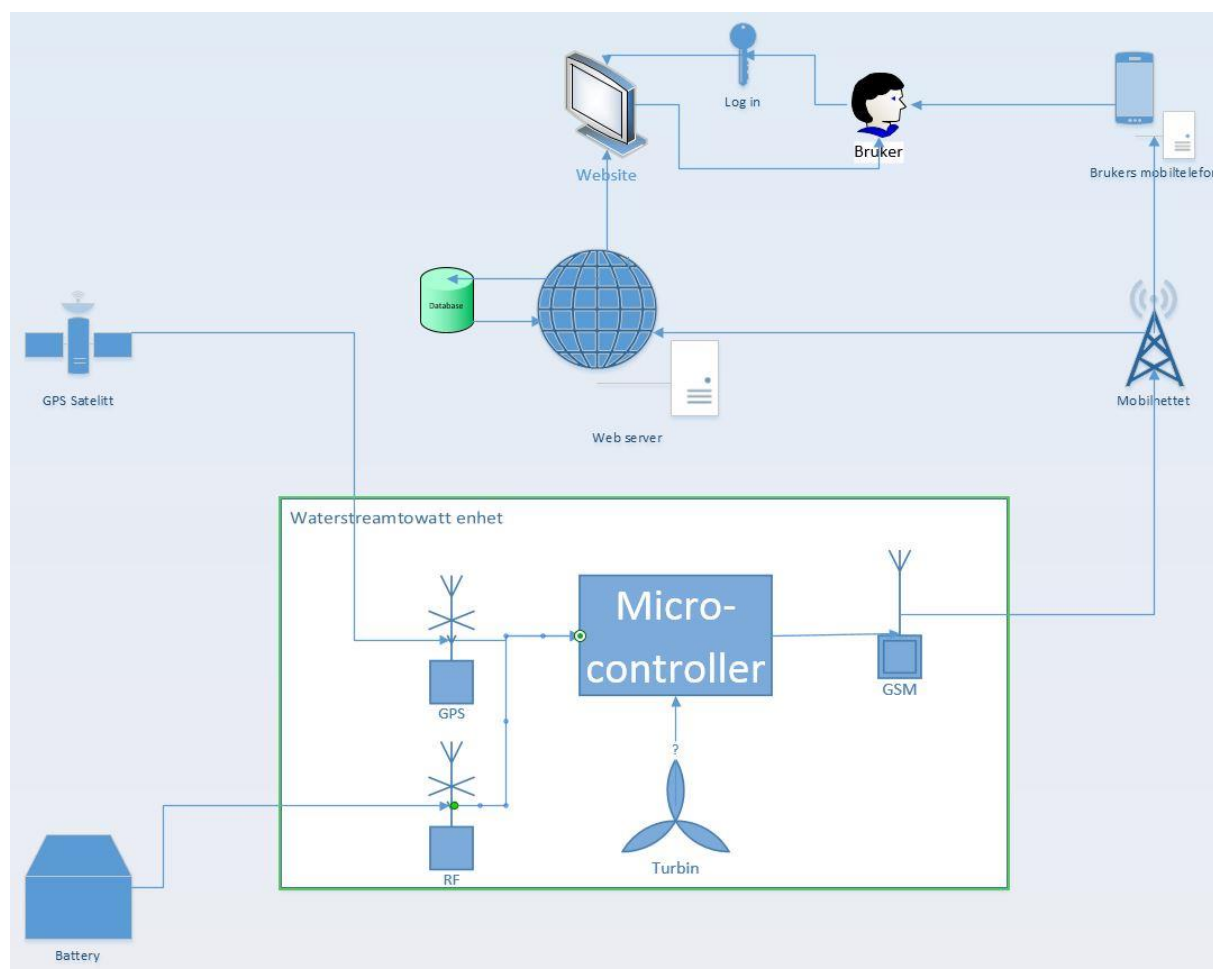 Log in
Bruker
Website
Brukers mobiltelefon
Database
GPS Satelitt
Mobilnettet
Web server
Waterstreamtowatt enhet
Micro-
controller
GSM
GPS
?
Turbin
RF
Battery